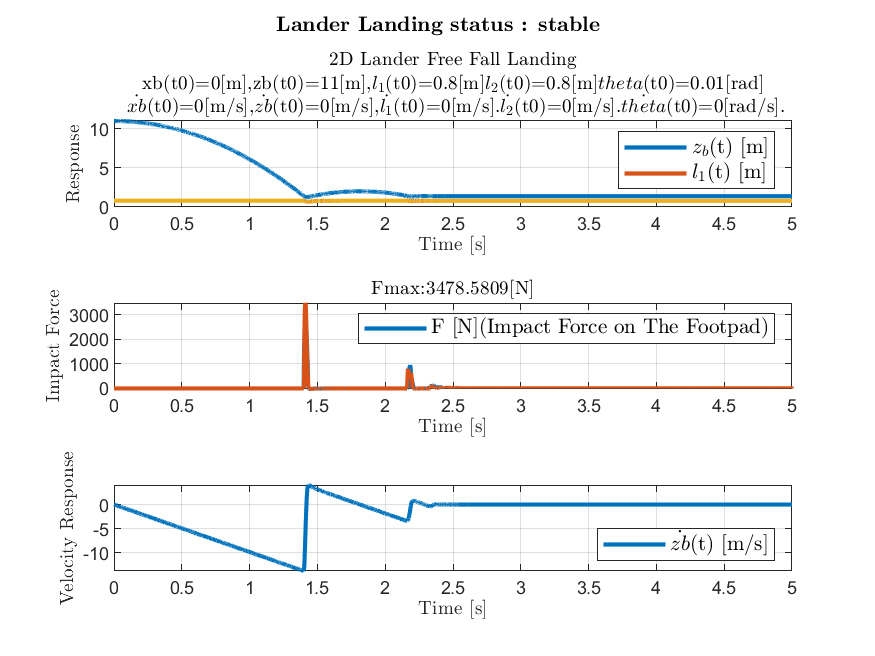 Lander Landing status : stable
2D Lander Free Fall Landing
xb(t0)=0[m],zb(t0)=11[m],l₁(t0)=0.8[m]l₂(t0)=0.8[m]theta(t0)=0.01[rad]
ẋb(t0)=0[m/s],żb(t0)=0[m/s],l̇₁(t0)=0[m/s].l̇₂(t0)=0[m/s].thėta(t0)=0[rad/s].
Response
10
5
0
z_b(t) [m]
l₁(t) [m]
0 0.5 1 1.5 2 2.5 3 3.5 4 4.5 5
Time [s]
Fmax:3478.5809[N]
Impact Force
3000
2000
1000
0
F [N](Impact Force on The Footpad)
0 0.5 1 1.5 2 2.5 3 3.5 4 4.5 5
Time [s]
Velocity Response
0
-5
-10
żb(t) [m/s]
0 0.5 1 1.5 2 2.5 3 3.5 4 4.5 5
Time [s]